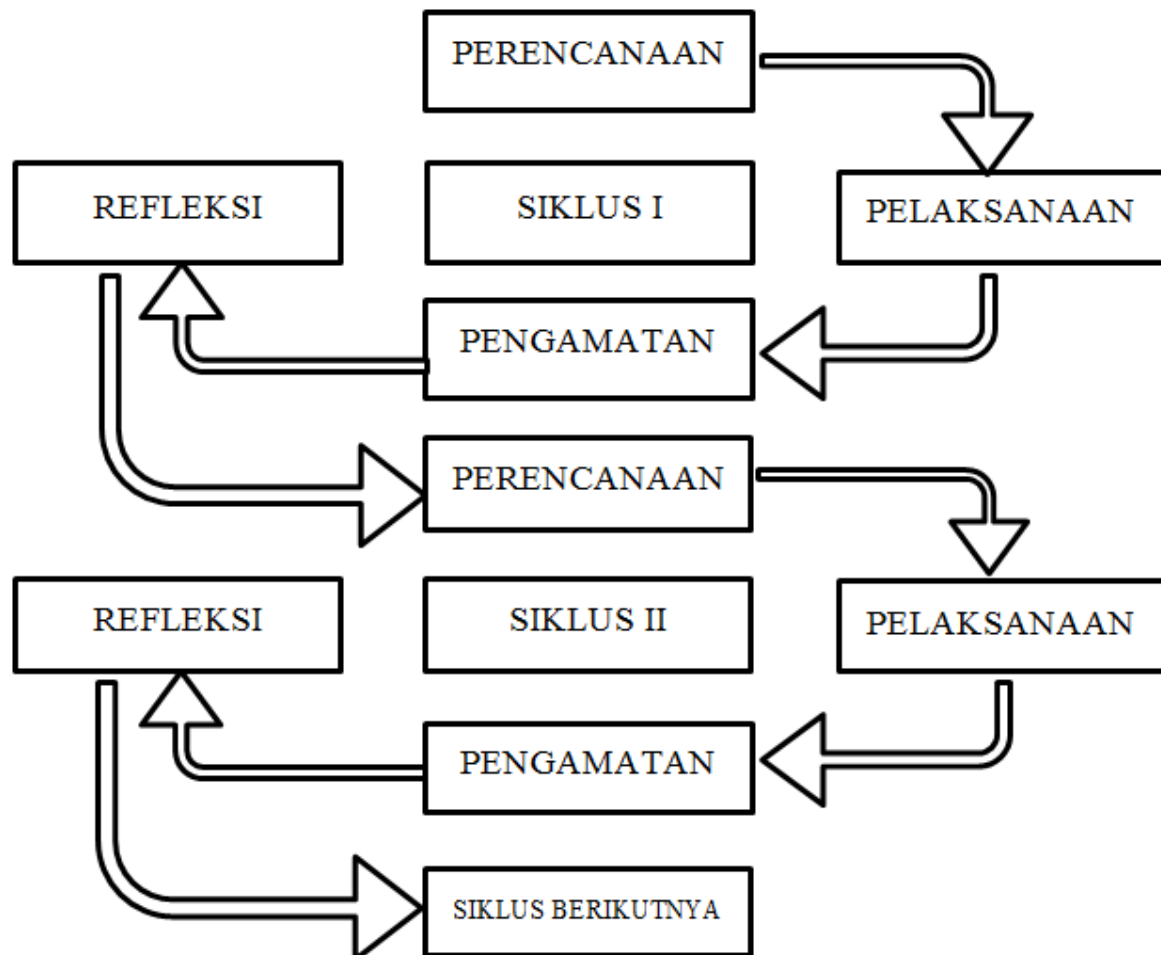 PERENCANAAN
REFLEKSI
SIKLUS I
PELAKSANAAN
PENGAMATAN
PERENCANAAN
REFLEKSI
SIKLUS II
PELAKSANAAN
PENGAMATAN
SIKLUS BERIKUTNYA